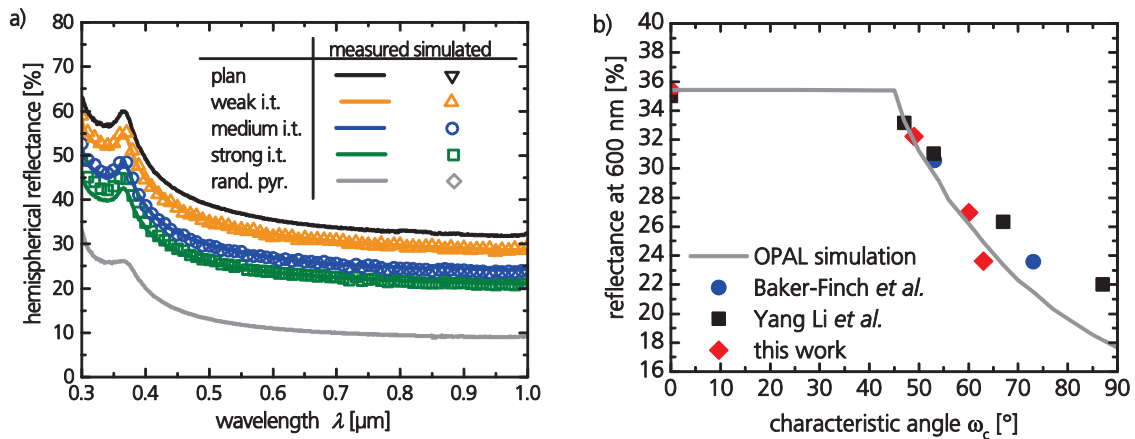 a)
hemispherical reflectance [%]
80
70
60
50
40
30
20
10
0
measured simulated
plan
weak i.t.
medium i.t.
strong i.t.
rand. pyr.
0.3 0.4 0.5 0.6 0.7 0.8 0.9 1.0
wavelength λ [µm]
b)
reflectance at 600 nm [%]
40
38
36
34
32
30
28
26
24
22
20
18
16
OPAL simulation
Baker-Finch et al.
Yang Li et al.
this work
0 10 20 30 40 50 60 70 80 90
characteristic angle ωc [°]